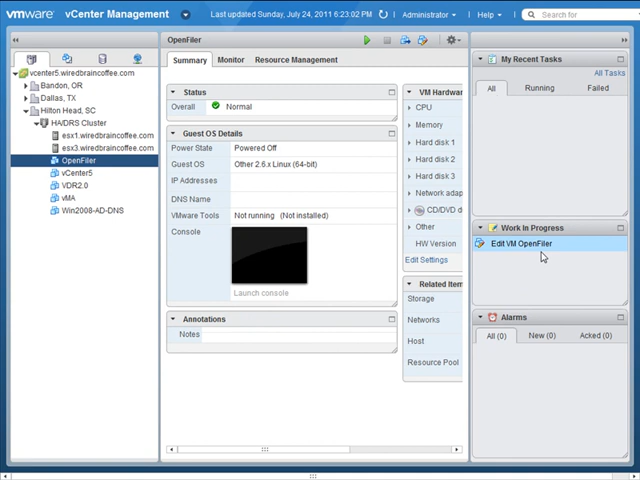 vmware vCenter Management
Last updated Sunday, July 24, 2011 6:23:02 PM
Administrator
Help
Search for
vcenter5.wiredbraincoffee.com
Bandon, OR
Dallas, TX
Hilton Head, SC
HA/DRS Cluster
esx1.wiredbraincoffee.com
esx3.wiredbraincoffee.com
OpenFiler
vCenter5
VDR2.0
vMA
Win2008-AD-DNS
OpenFiler
Summary Monitor Resource Management
Status
Overall Normal
Guest OS Details
Power State Powered Off
Guest OS Other 2.6.x Linux (64-bit)
IP Addresses
DNS Name
VMware Tools Not running (Not installed)
Console
Launch console
Annotations
Notes
VM Hardware
CPU
Memory
Hard disk 1
Hard disk 2
Hard disk 3
Network adap
CD/DVD d
Other
HW Version
Edit Settings
Related Item
Storage
Networks
Host
Resource Pool
My Recent Tasks
All Tasks
All Running Failed
Work In Progress
Edit VM OpenFiler
Alarms
All (0) New (0) Acked (0)